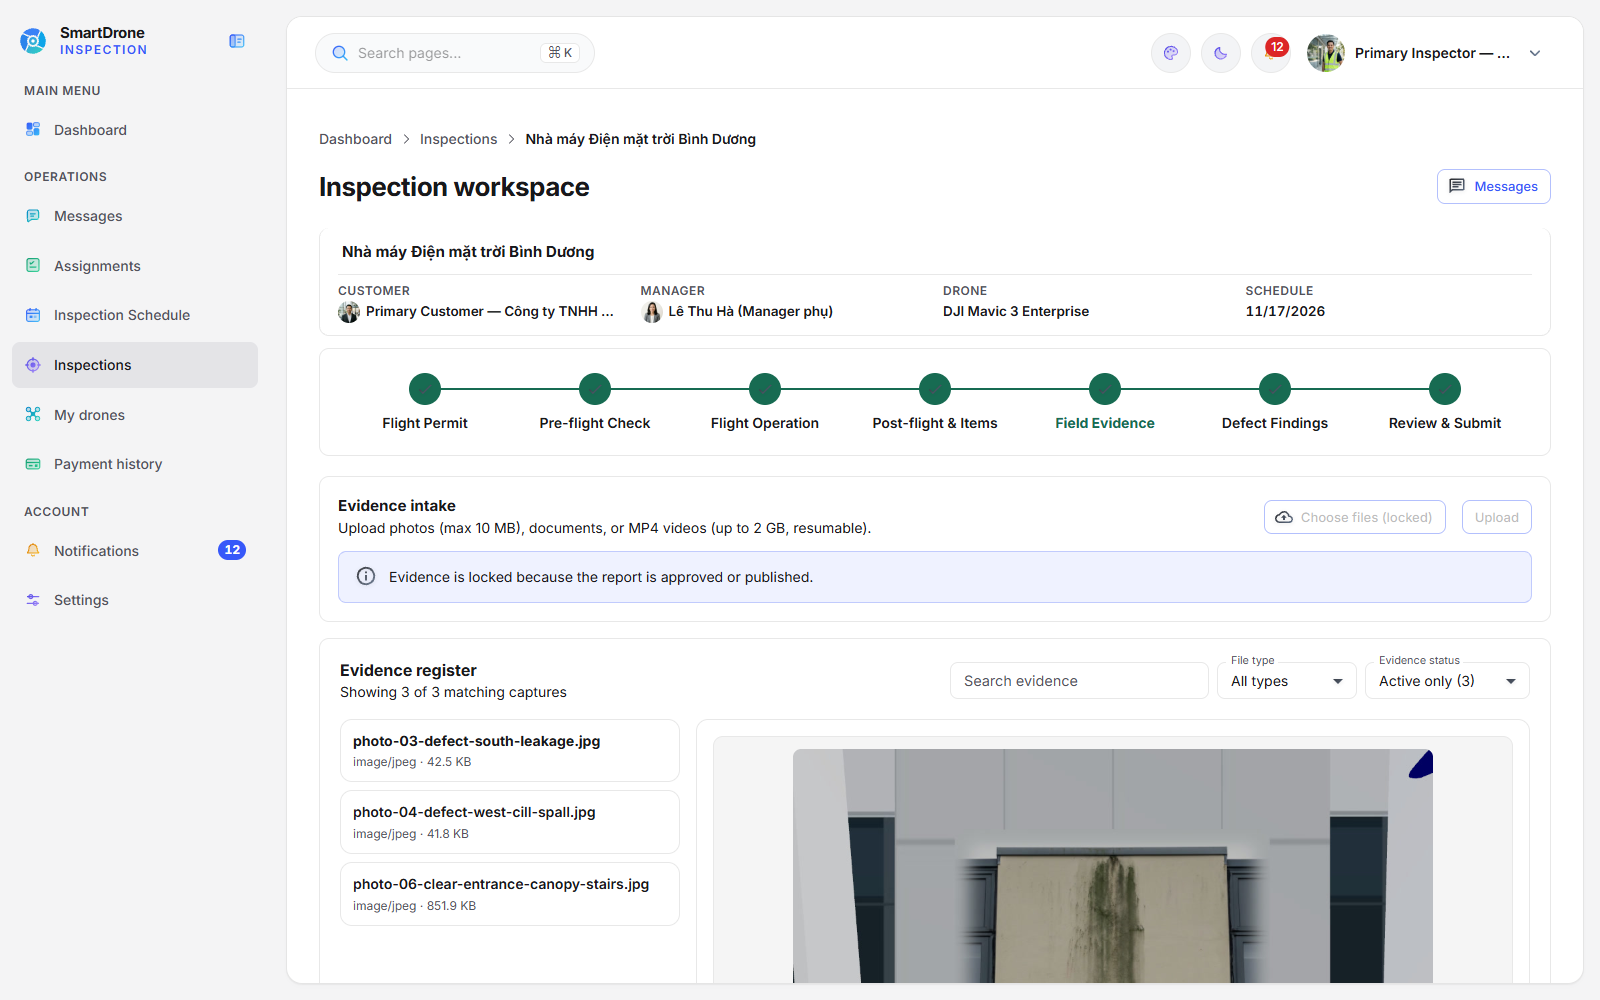 SmartDrone
INSPECTION
MAIN MENU
Dashboard
OPERATIONS
Messages
Assignments
Inspection Schedule
Inspections
My drones
Payment history
ACCOUNT
Notifications
12
Settings
Search pages...
⌘ K
12
Primary Inspector — ...
Dashboard > Inspections > Nhà máy Điện mặt trời Bình Dương
Inspection workspace
Messages
Nhà máy Điện mặt trời Bình Dương
CUSTOMER
Primary Customer — Công ty TNHH ...
MANAGER
Lê Thu Hà (Manager phụ)
DRONE
DJI Mavic 3 Enterprise
SCHEDULE
11/17/2026
Flight Permit
Pre-flight Check
Flight Operation
Post-flight & Items
Field Evidence
Defect Findings
Review & Submit
Evidence intake
Upload photos (max 10 MB), documents, or MP4 videos (up to 2 GB, resumable).
Choose files (locked)
Upload
Evidence is locked because the report is approved or published.
Evidence register
Showing 3 of 3 matching captures
Search evidence
File type
All types
Evidence status
Active only (3)
photo-03-defect-south-leakage.jpg
image/jpeg · 42.5 KB
photo-04-defect-west-cill-spall.jpg
image/jpeg · 41.8 KB
photo-06-clear-entrance-canopy-stairs.jpg
image/jpeg · 851.9 KB